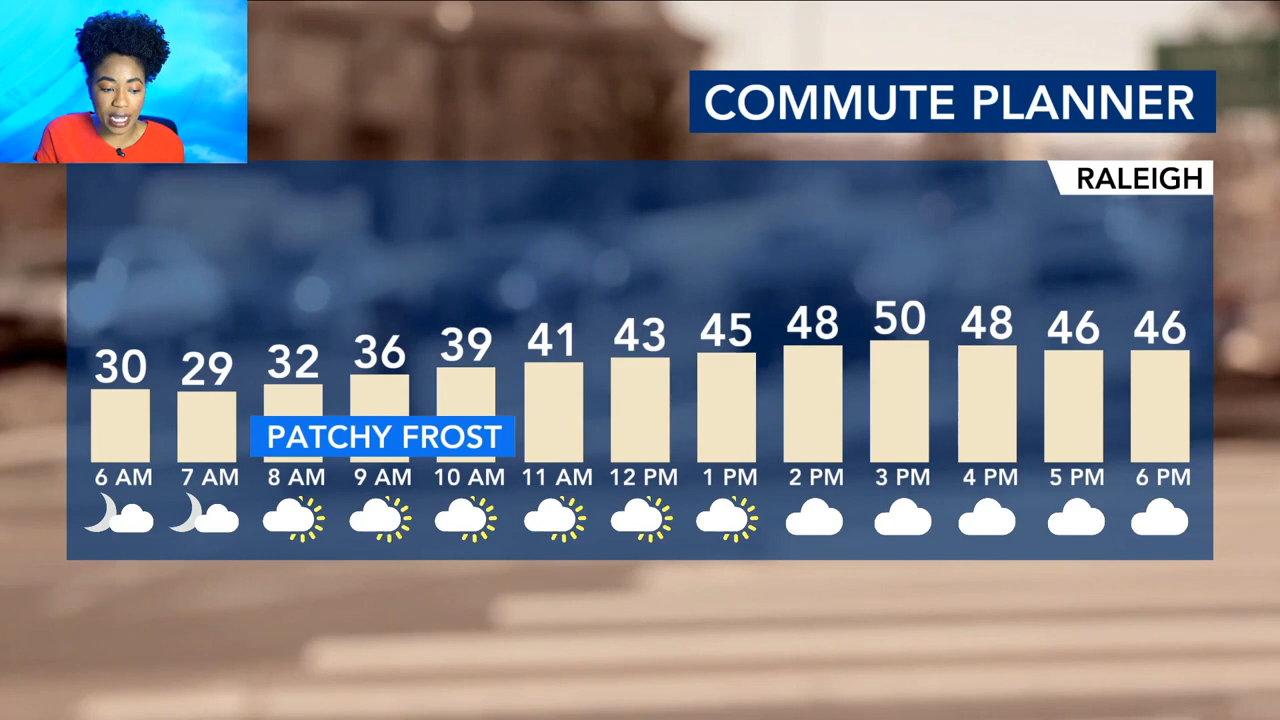 COMMUTE PLANNER
RALEIGH
30 29 32 36 39 41 43 45 48 50 48 46 46
PATCHY FROST
6 AM 7 AM 8 AM 9 AM 10 AM 11 AM 12 PM 1 PM 2 PM 3 PM 4 PM 5 PM 6 PM